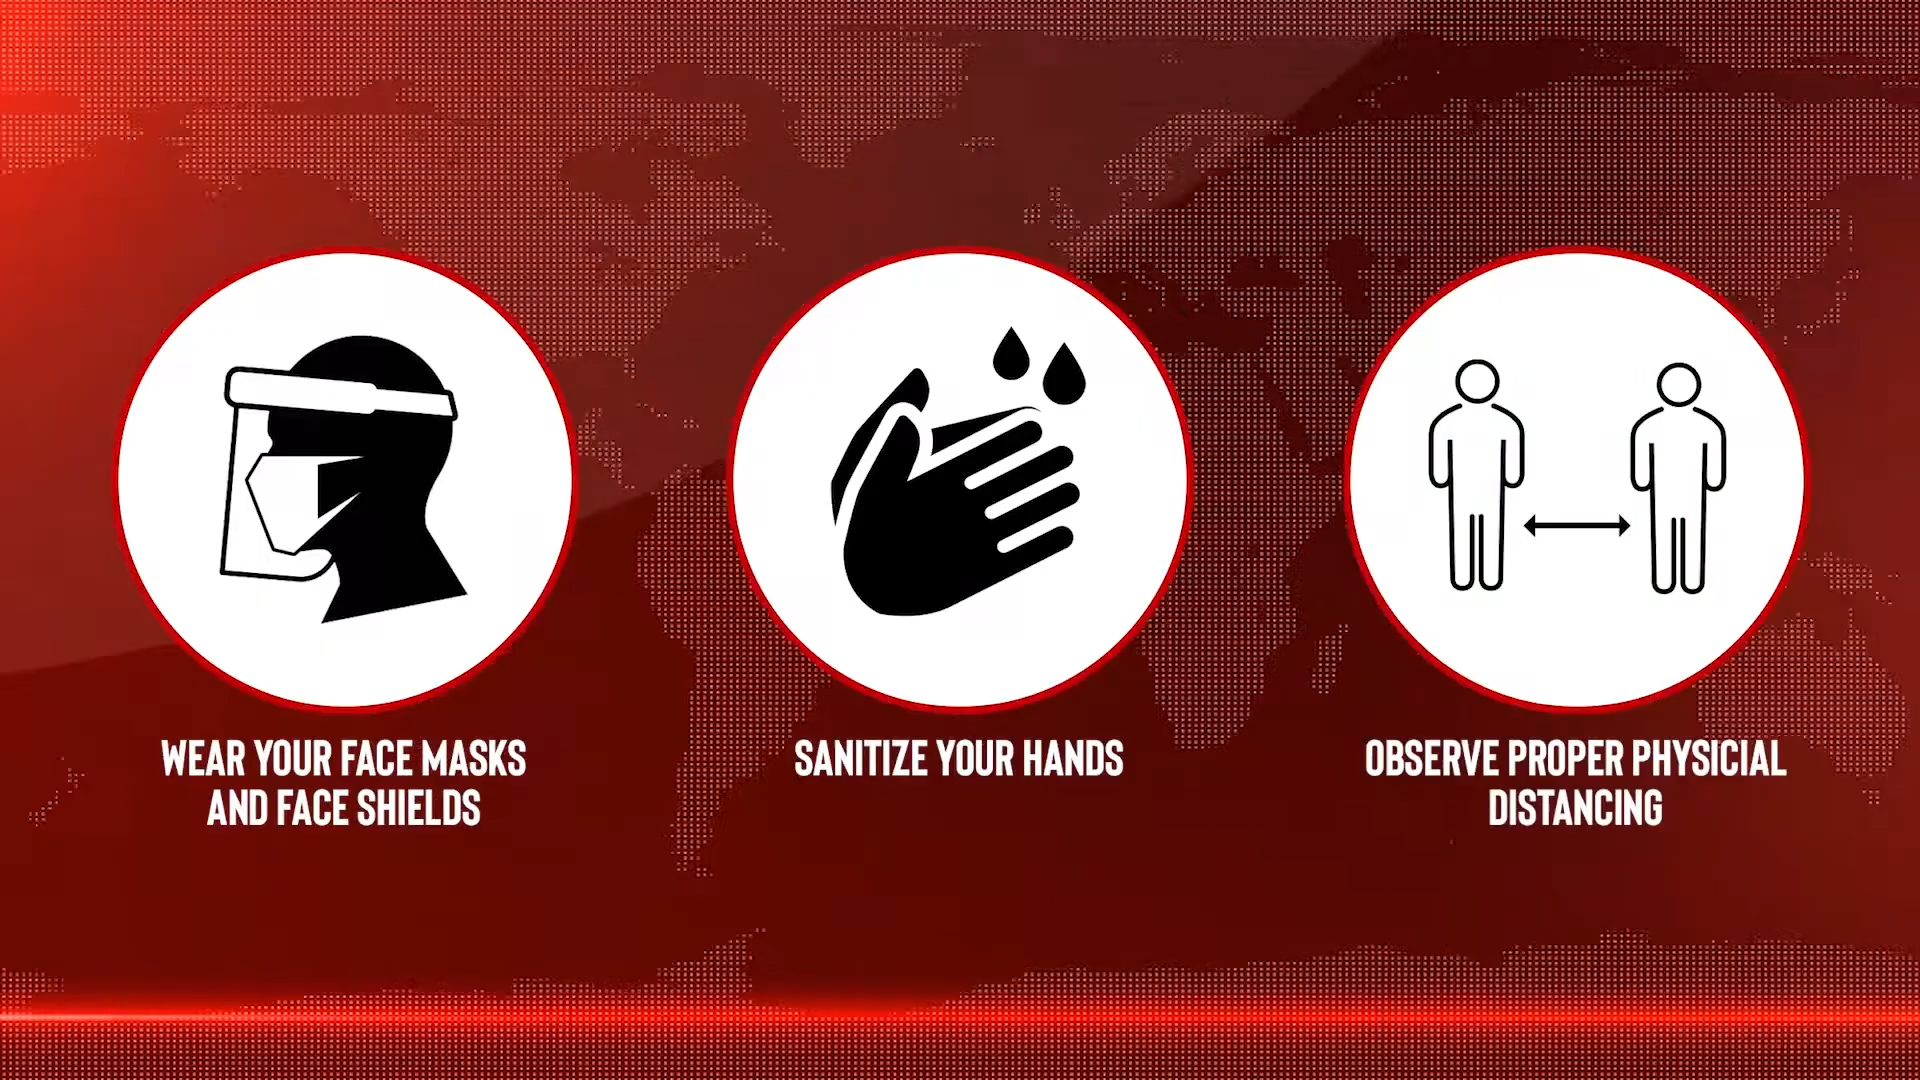 WEAR YOUR FACE MASKS
AND FACE SHIELDS
SANITIZE YOUR HANDS
OBSERVE PROPER PHYSICIAL
DISTANCING